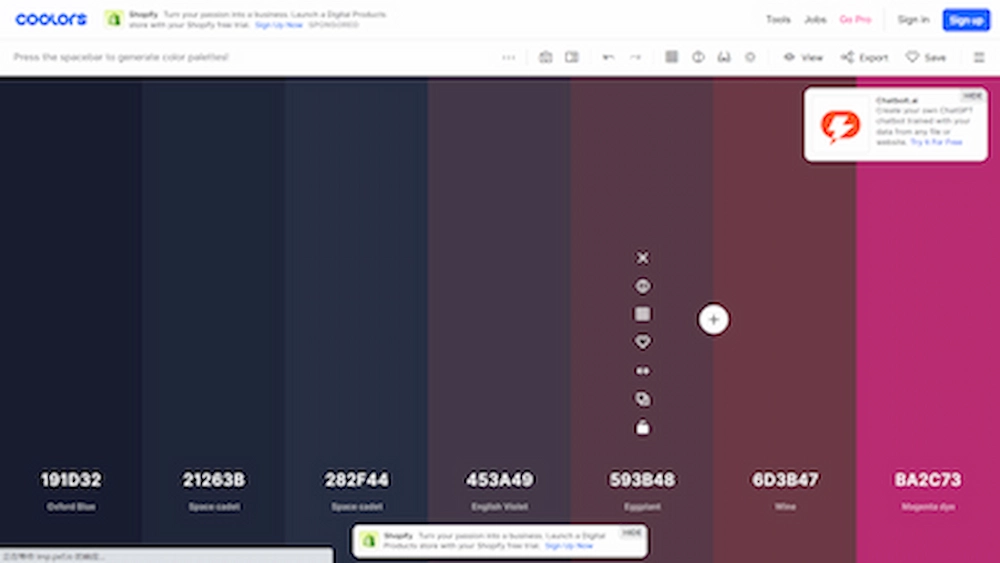 coolors
Shopify Turn your passion into a business. Launch a Digital Products
store with your Shopify free trial. Sign Up Now SPONSORED
Tools Jobs Go Pro Sign in Sign up
Press the spacebar to generate color palettes!
View Export Save
HIDE
Chatbot.ai
Create your own ChatGPT
chatbot trained with your
data from any file or
website. Try It For Free
191D32 21263B 282F44 453A49 593B48 6D3B47 BA2C73
Oxford Blue Space cadet Space cadet English Violet Eggplant Wine Magenta dye
Shopify Turn your passion into a business. Launch a Digital
Products store with your Shopify free trial. Sign Up Now
HIDE